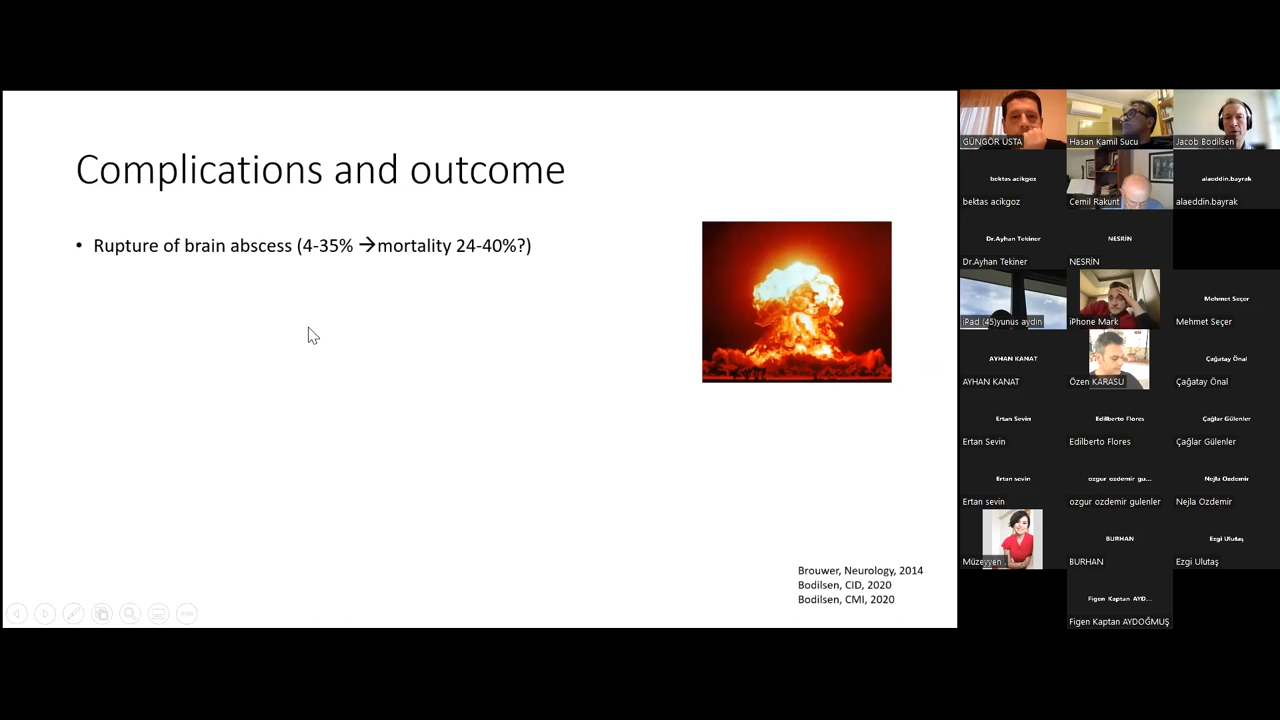 Complications and outcome
• Rupture of brain abscess (4-35% →mortality 24-40%?)
Brouwer, Neurology, 2014
Bodilsen, CID, 2020
Bodilsen, CMI, 2020
GÜNGÖR USTA
Hasan Kamil Sucu
Jacob Bodilsen
bektas acikgoz
bektas acikgoz
Cemil Rakunt
alaeddin.bayrak
alaeddin.bayrak
Dr.Ayhan Tekiner
Dr.Ayhan Tekiner
NESRİN
NESRİN
iPad (45)yunus aydın
iPhone Mark
Mehmet Seçer
Mehmet Seçer
AYHAN KANAT
AYHAN KANAT
Özen KARASU
Çağatay Önal
Çağatay Önal
Ertan Sevin
Ertan Sevin
Edilberto Flores
Edilberto Flores
Çağlar Gülenler
Çağlar Gülenler
Ertan sevin
Ertan sevin
ozgur ozdemir gu...
ozgur ozdemir gulenler
Nejla Ozdemir
Nejla Ozdemir
Müzeyyen
BURHAN
BURHAN
Ezgi Ulutaş
Ezgi Ulutaş
Figen Kaptan AYD...
Figen Kaptan AYDOĞMUŞ